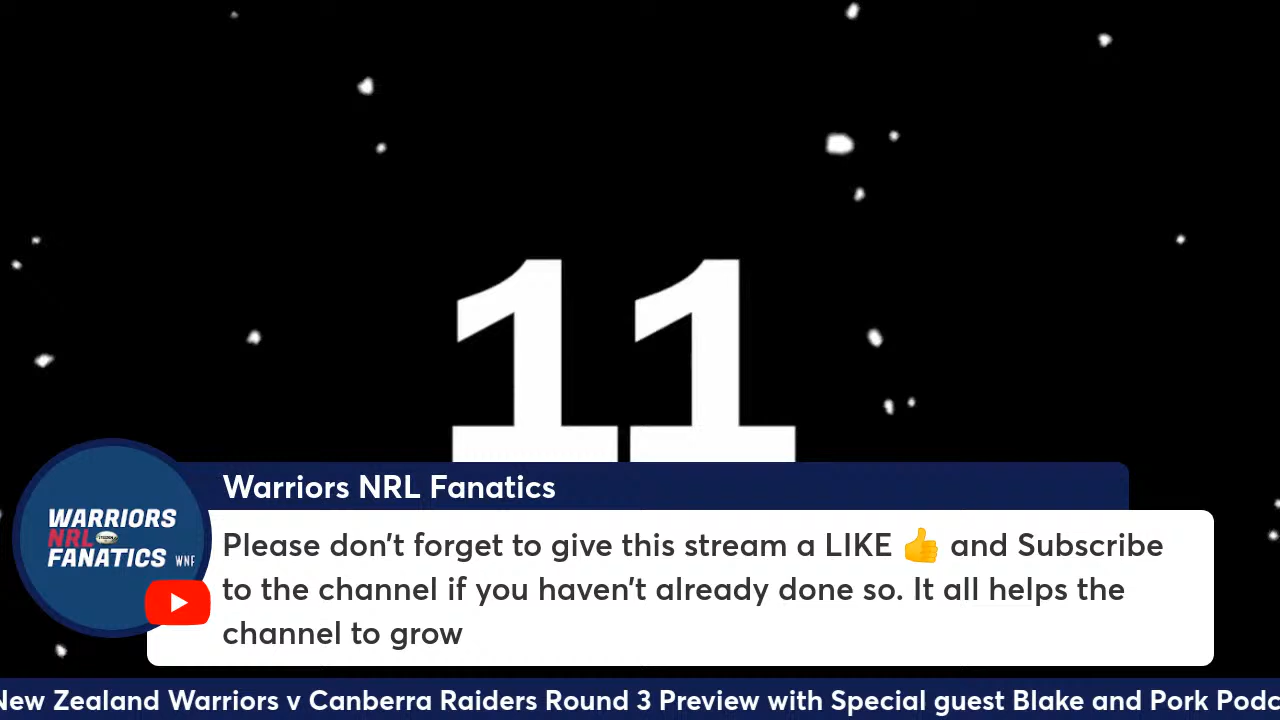 11
Warriors NRL Fanatics
WARRIORS
NRL
FANATICS WNF
Please don't forget to give this stream a LIKE 👍 and Subscribe
to the channel if you haven't already done so. It all helps the
channel to grow
New Zealand Warriors v Canberra Raiders Round 3 Preview with Special guest Blake and Pork Podc